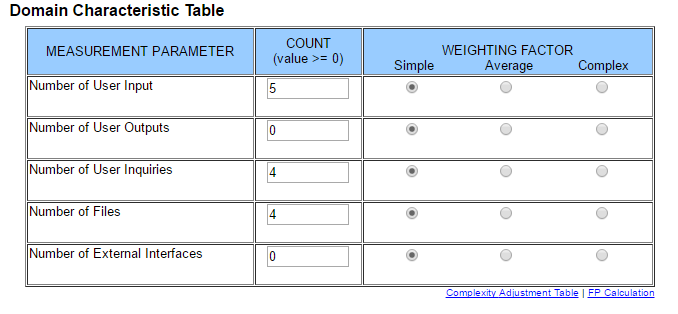 Domain Characteristic Table
MEASUREMENT PARAMETER
COUNT
(value >= 0)
WEIGHTING FACTOR
Simple Average Complex
Number of User Input 5
Number of User Outputs 0
Number of User Inquiries 4
Number of Files 4
Number of External Interfaces 0
Complexity Adjustment Table | FP Calculation